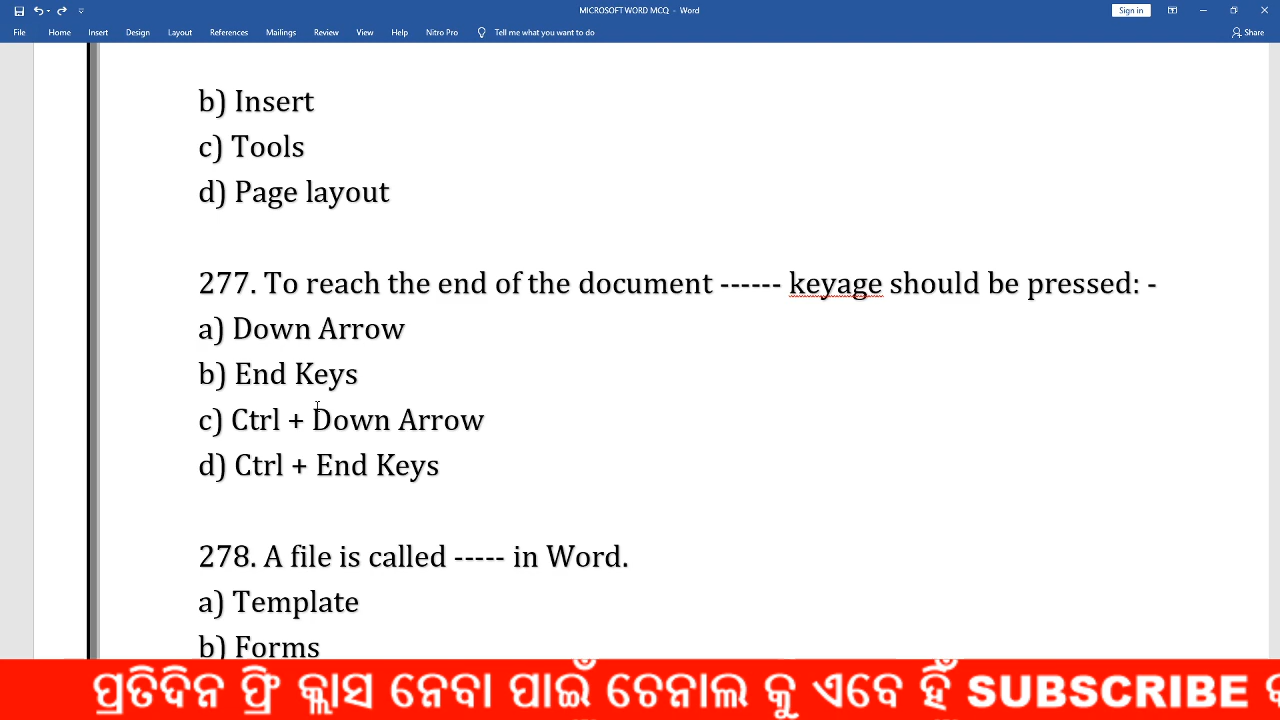 MICROSOFT WORD MCQ - Word
Sign in
File Home Insert Design Layout References Mailings Review View Help Nitro Pro Tell me what you want to do Share
b) Insert
c) Tools
d) Page layout
277. To reach the end of the document ------ keyage should be pressed: -
a) Down Arrow
b) End Keys
c) Ctrl + Down Arrow
d) Ctrl + End Keys
278. A file is called ----- in Word.
a) Template
b) Forms
ପ୍ରତିଦିନ ଫ୍ରି କ୍ଲାସ ନେବା ପାଇଁ ଚେନାଲ କୁ ଏବେ ହିଁ SUBSCRIBE